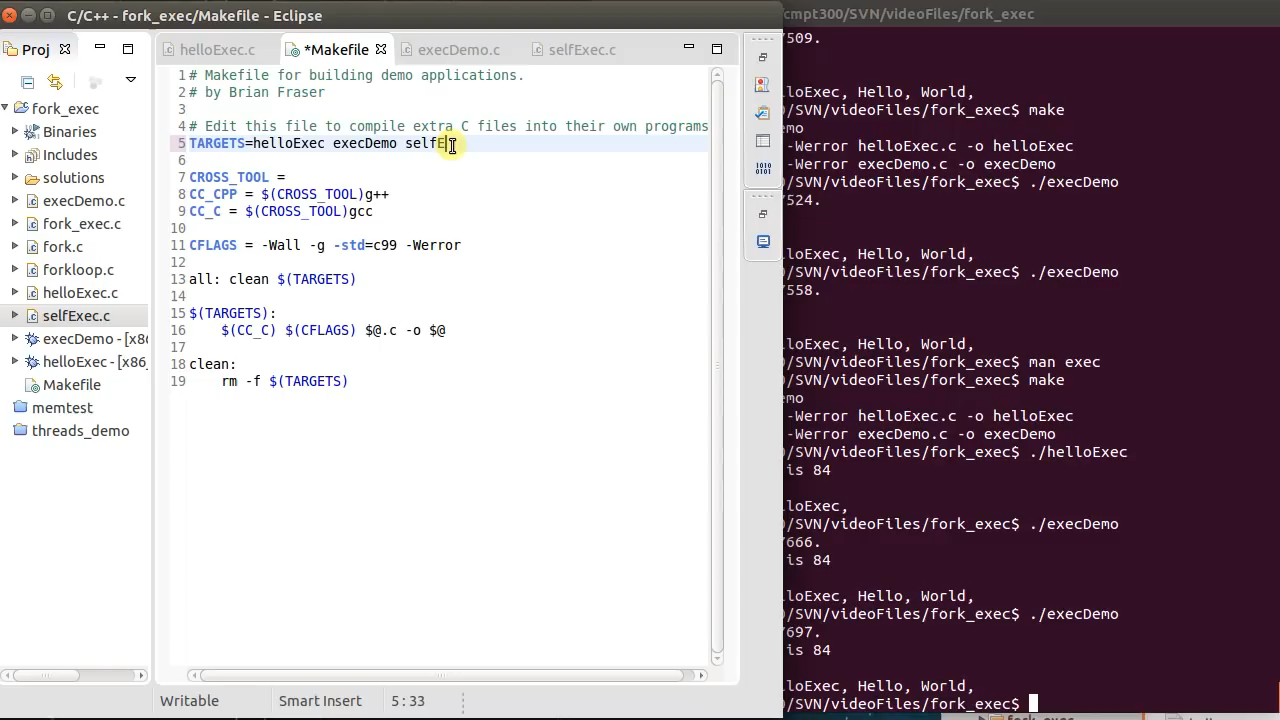 C/C++ - fork_exec/Makefile - Eclipse
Proj
helloExec.c
*Makefile
execDemo.c
selfExec.c
fork_exec
Binaries
Includes
solutions
execDemo.c
fork_exec.c
fork.c
forkloop.c
helloExec.c
selfExec.c
execDemo - [x86
helloExec - [x86_
Makefile
memtest
threads_demo
1 # Makefile for building demo applications.
2 # by Brian Fraser
3
4 # Edit this file to compile extra C files into their own programs
5 TARGETS=helloExec execDemo selfE
6
7 CROSS_TOOL =
8 CC_CPP = $(CROSS_TOOL)g++
9 CC_C = $(CROSS_TOOL)gcc
10
11 CFLAGS = -Wall -g -std=c99 -Werror
12
13 all: clean $(TARGETS)
14
15 $(TARGETS):
16 $(CC_C) $(CFLAGS) $@.c -o $@
17
18 clean:
19 rm -f $(TARGETS)
Writable
Smart Insert
5 : 33
cmpt300/SVN/videoFiles/fork_exec
509.
loExec, Hello, World,
/SVN/videoFiles/fork_exec$ make
mo
-Werror helloExec.c -o helloExec
-Werror execDemo.c -o execDemo
/SVN/videoFiles/fork_exec$ ./execDemo
524.
loExec, Hello, World,
/SVN/videoFiles/fork_exec$ ./execDemo
558.
loExec, Hello, World,
/SVN/videoFiles/fork_exec$ man exec
/SVN/videoFiles/fork_exec$ make
mo
-Werror helloExec.c -o helloExec
-Werror execDemo.c -o execDemo
/SVN/videoFiles/fork_exec$ ./helloExec
is 84
loExec,
/SVN/videoFiles/fork_exec$ ./execDemo
666.
is 84
loExec, Hello, World,
/SVN/videoFiles/fork_exec$ ./execDemo
697.
is 84
loExec, Hello, World,
/SVN/videoFiles/fork_exec$